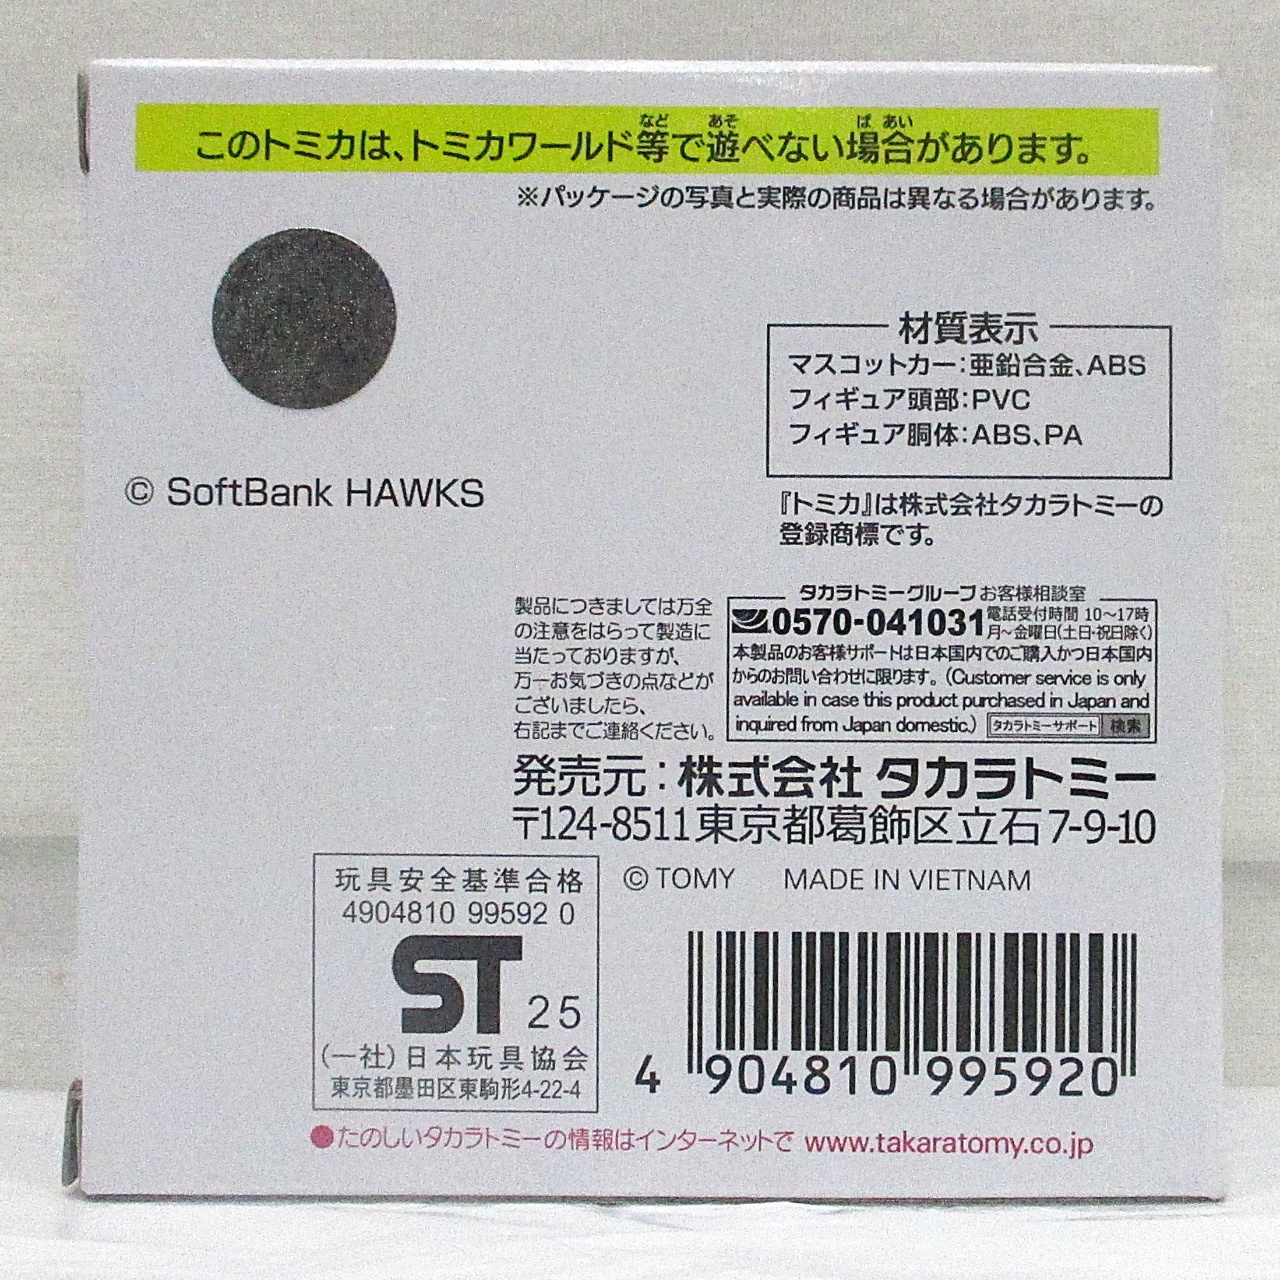 このトミカは、トミカワールド等で遊べない場合があります。
など あそ ば あい
※パッケージの写真と実際の商品は異なる場合があります。
材質表示
マスコットカー:亜鉛合金、ABS
フィギュア頭部:PVC
フィギュア胴体:ABS、PA
© SoftBank HAWKS
『トミカ』は株式会社タカラトミーの
登録商標です。
製品につきましては万全
の注意をはらって製造に
当たっておりますが、
万一お気づきの点などが
ございましたら、
右記までご連絡ください。
タカラトミーグループお客様相談室
0570-041031 電話受付時間 10〜17時
月〜金曜日(土日・祝日除く)
本製品のお客様サポートは日本国内でのご購入かつ日本国内
からのお問い合わせに限ります。(Customer service is only
available in case this product purchased in Japan and
inquired from Japan domestic.) タカラトミーサポート 検索
発売元:株式会社 タカラトミー
〒124-8511 東京都葛飾区立石7-9-10
© TOMY MADE IN VIETNAM
玩具安全基準合格
4904810 99592 0
ST 25
(一社)日本玩具協会
東京都墨田区東駒形4-22-4
4 904810 995920
●たのしいタカラトミーの情報はインターネットで www.takaratomy.co.jp